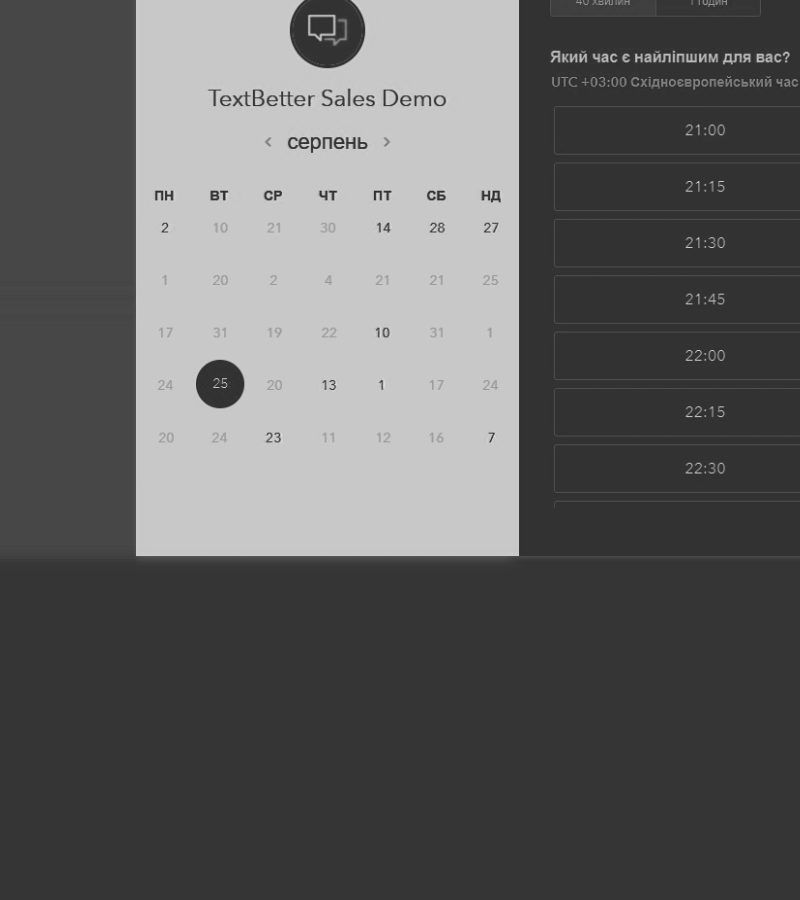 TextBetter Sales Demo
серпень
ПН ВТ СР ЧТ ПТ СБ НД
2 10 21 30 14 28 27
1 20 2 4 21 21 25
17 31 19 22 10 31 1
24 25 20 13 1 17 24
20 24 23 11 12 16 7
40 хвилин 1 годин
Який час є найліпшим для вас?
UTC +03:00 Східноєвропейський час
21:00
21:15
21:30
21:45
22:00
22:15
22:30